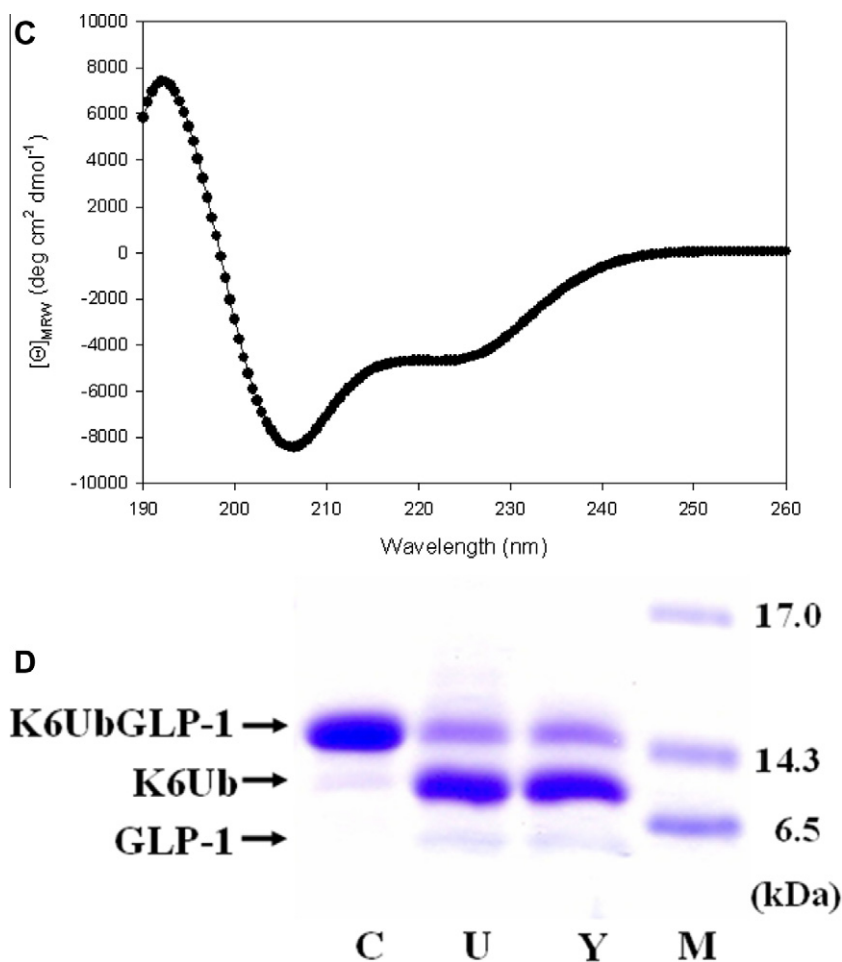 C
10000
8000
6000
4000
2000
0
-2000
-4000
-6000
-8000
-10000
[Θ]MRW (deg cm² dmol⁻¹)
190 200 210 220 230 240 250 260
Wavelength (nm)
D
17.0
K6UbGLP-1
14.3
K6Ub
6.5
GLP-1
(kDa)
C U Y M